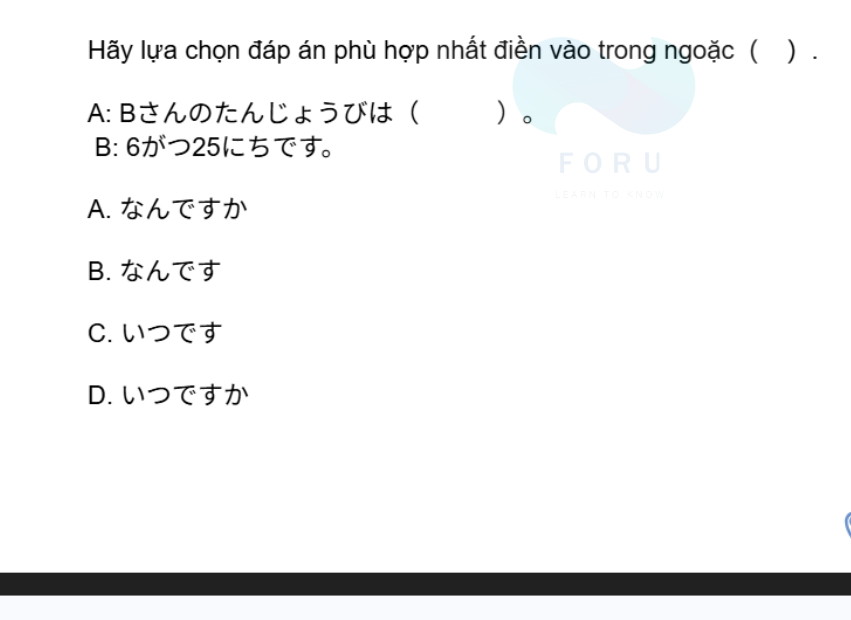 Hãy lựa chọn đáp án phù hợp nhất điền vào trong ngoặc (   ) .
A: Bさんのたんじょうびは（　　　）。
B: 6がつ25にちです。
FORU
LEARN TO KNOW
A. なんですか
B. なんです
C. いつです
D. いつですか